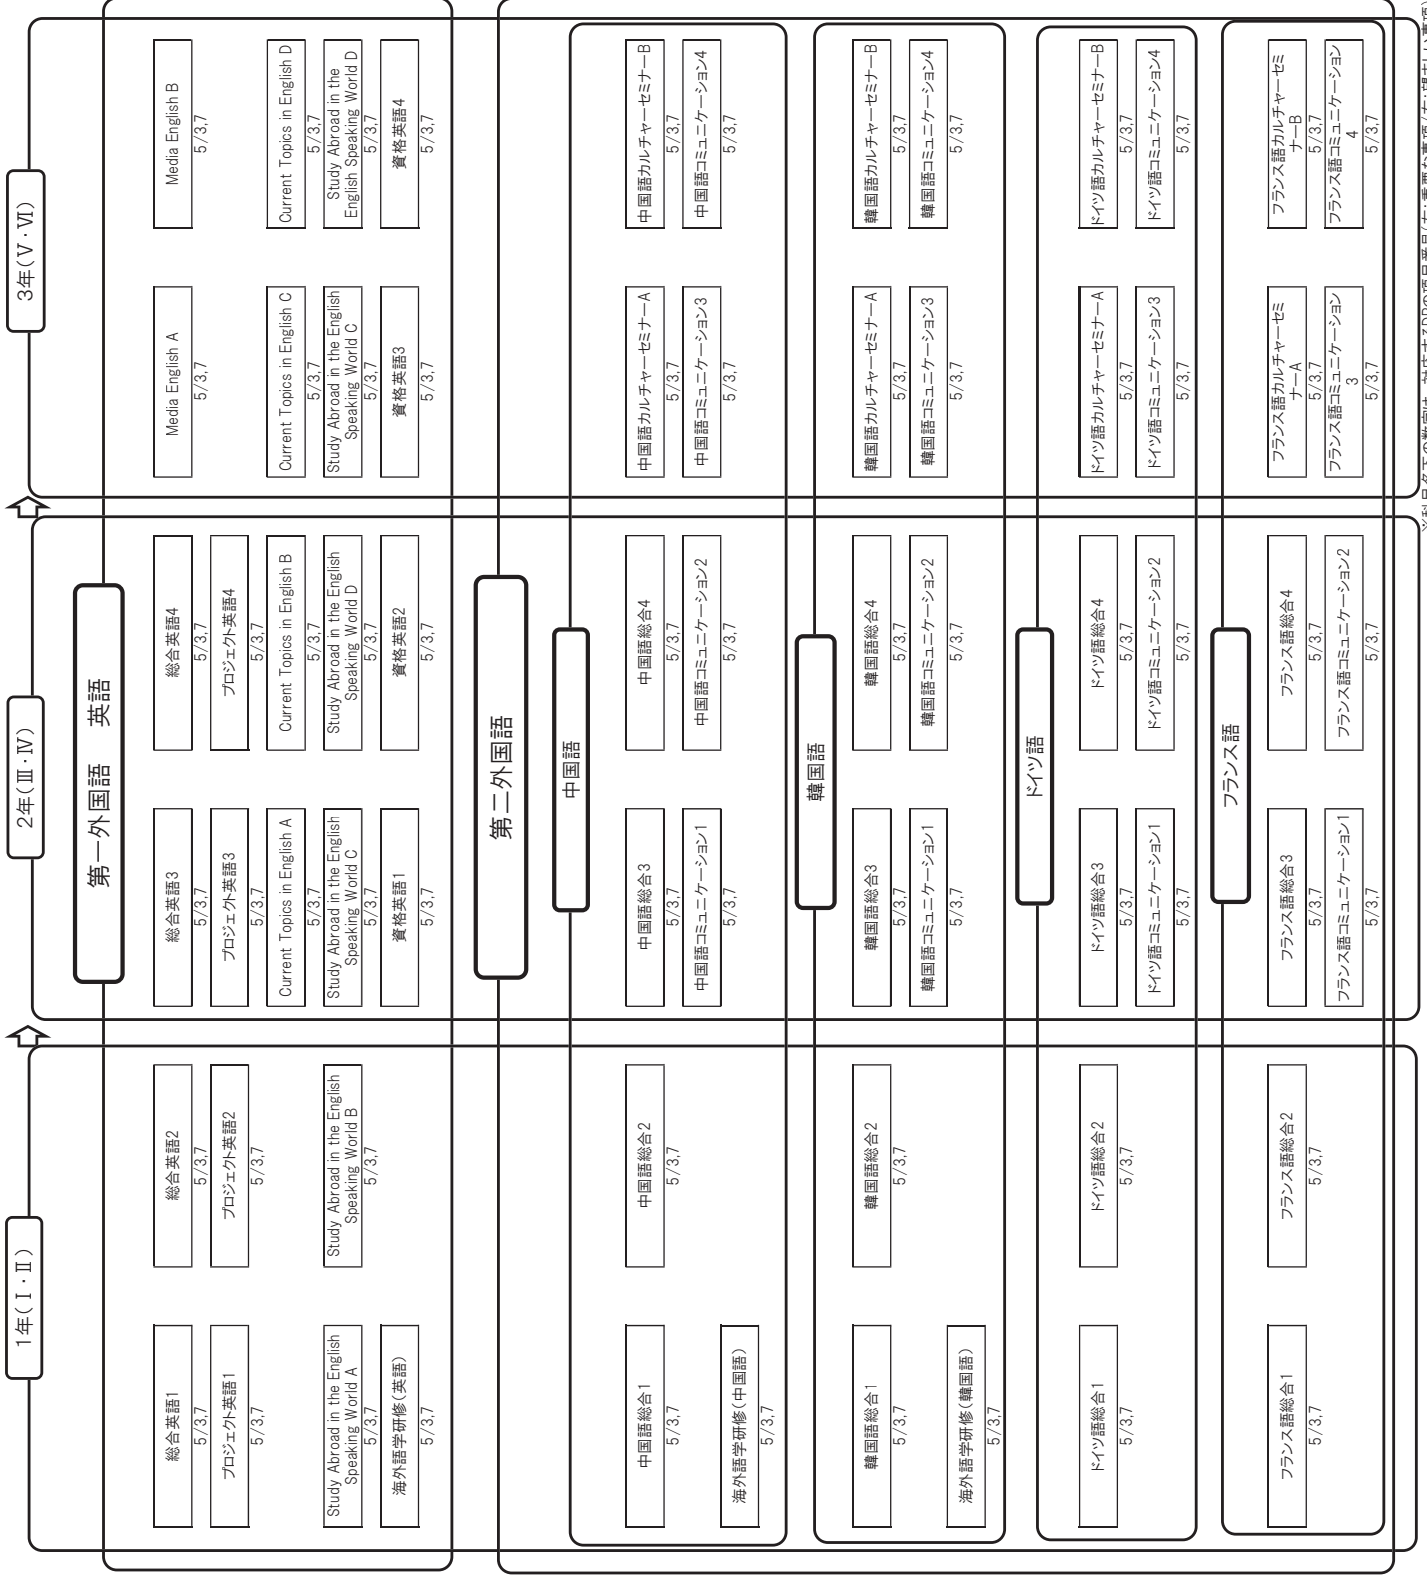 1年(Ⅰ・Ⅱ)
2年(Ⅲ・Ⅳ)
3年(Ⅴ・Ⅵ)
第一外国語 英語
総合英語1
5/3,7
総合英語2
5/3,7
総合英語3
5/3,7
総合英語4
5/3,7
Media English A
5/3,7
Media English B
5/3,7
プロジェクト英語1
5/3,7
プロジェクト英語2
5/3,7
プロジェクト英語3
5/3,7
プロジェクト英語4
5/3,7
Current Topics in English A
5/3,7
Current Topics in English B
5/3,7
Current Topics in English C
5/3,7
Current Topics in English D
5/3,7
Study Abroad in the English
Speaking World A
5/3,7
Study Abroad in the English
Speaking World B
5/3,7
Study Abroad in the English
Speaking World C
5/3,7
Study Abroad in the English
Speaking World D
5/3,7
Study Abroad in the English
Speaking World C
5/3,7
Study Abroad in the
English Speaking World D
5/3,7
海外語学研修(英語)
5/3,7
資格英語1
5/3,7
資格英語2
5/3,7
資格英語3
5/3,7
資格英語4
5/3,7
第二外国語
中国語
中国語総合1
5/3,7
中国語総合2
5/3,7
中国語総合3
5/3,7
中国語総合4
5/3,7
中国語カルチャーセミナーA
5/3,7
中国語カルチャーセミナーB
5/3,7
中国語コミュニケーション1
5/3,7
中国語コミュニケーション2
5/3,7
中国語コミュニケーション3
5/3,7
中国語コミュニケーション4
5/3,7
海外語学研修(中国語)
5/3,7
韓国語
韓国語総合1
5/3,7
韓国語総合2
5/3,7
韓国語総合3
5/3,7
韓国語総合4
5/3,7
韓国語カルチャーセミナーA
5/3,7
韓国語カルチャーセミナーB
5/3,7
韓国語コミュニケーション1
5/3,7
韓国語コミュニケーション2
5/3,7
韓国語コミュニケーション3
5/3,7
韓国語コミュニケーション4
5/3,7
海外語学研修(韓国語)
5/3,7
ドイツ語
ドイツ語総合1
5/3,7
ドイツ語総合2
5/3,7
ドイツ語総合3
5/3,7
ドイツ語総合4
5/3,7
ドイツ語カルチャーセミナーA
5/3,7
ドイツ語カルチャーセミナーB
5/3,7
ドイツ語コミュニケーション1
5/3,7
ドイツ語コミュニケーション2
5/3,7
ドイツ語コミュニケーション3
5/3,7
ドイツ語コミュニケーション4
5/3,7
フランス語
フランス語総合1
5/3,7
フランス語総合2
5/3,7
フランス語総合3
5/3,7
フランス語総合4
5/3,7
フランス語カルチャーセミ
ナーA
5/3,7
フランス語カルチャーセミ
ナーB
5/3,7
フランス語コミュニケーション1
5/3,7
フランス語コミュニケーション2
5/3,7
フランス語コミュニケーション
3
5/3,7
フランス語コミュニケーション
4
5/3,7